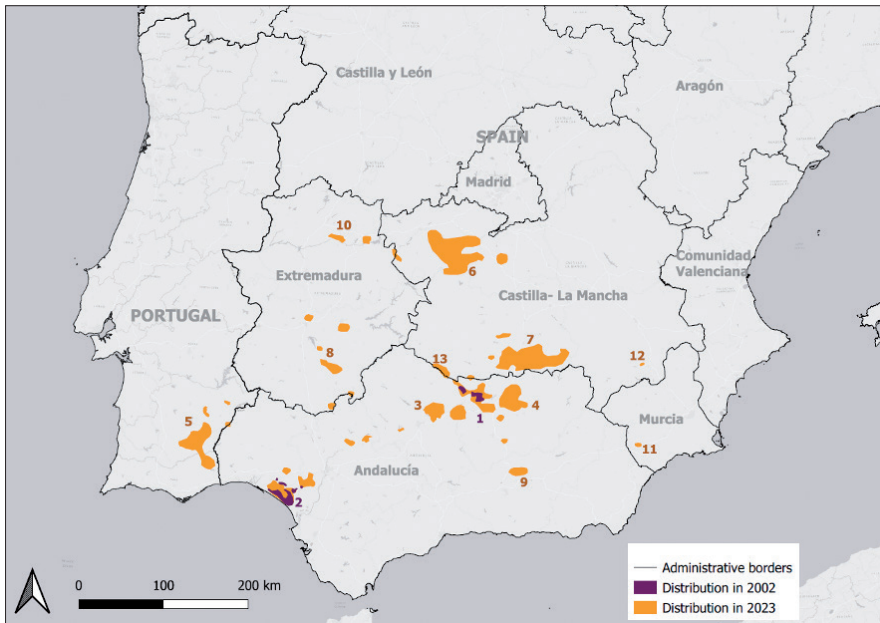 Castilla y León
Aragón
SPAIN
Madrid
10
Extremadura
6
Comunidad
Valenciana
Castilla- La Mancha
PORTUGAL
7
8
13
12
3
4
5
1
Murcia
11
Andalucía
9
2
Administrative borders
Distribution in 2002
Distribution in 2023
0
100
200 km